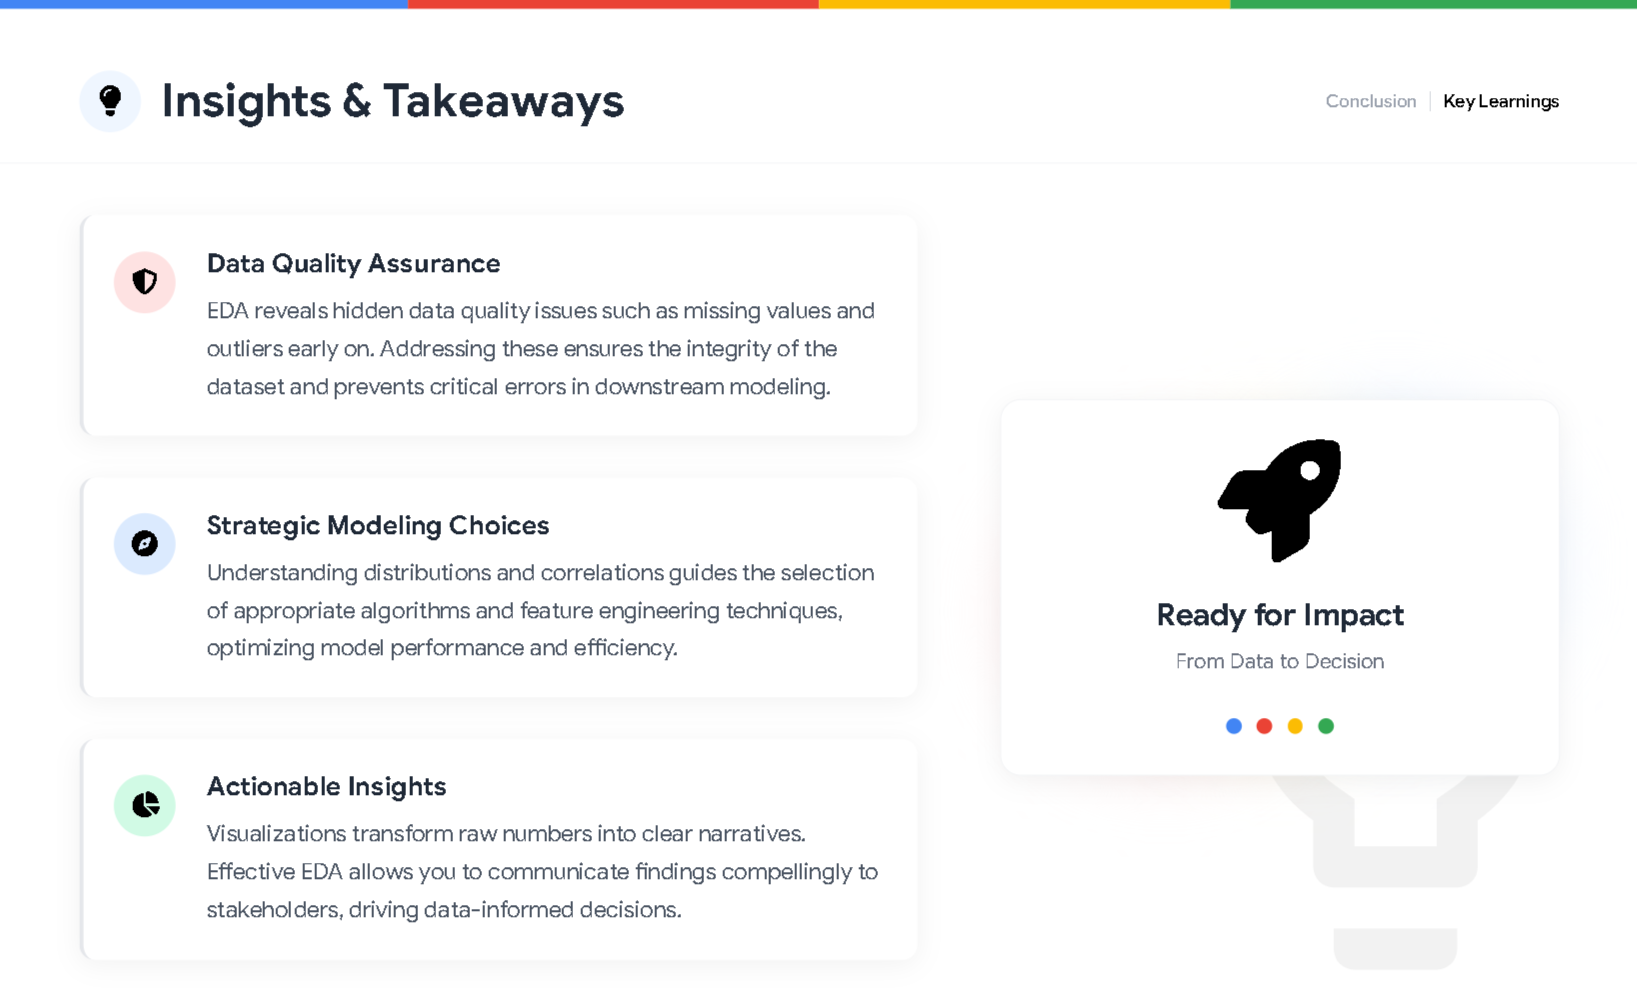 Insights & Takeaways
Conclusion
Key Learnings
Data Quality Assurance
EDA reveals hidden data quality issues such as missing values and
outliers early on. Addressing these ensures the integrity of the
dataset and prevents critical errors in downstream modeling.
Strategic Modeling Choices
Understanding distributions and correlations guides the selection
of appropriate algorithms and feature engineering techniques,
optimizing model performance and efficiency.
Actionable Insights
Visualizations transform raw numbers into clear narratives.
Effective EDA allows you to communicate findings compellingly to
stakeholders, driving data-informed decisions.
Ready for Impact
From Data to Decision